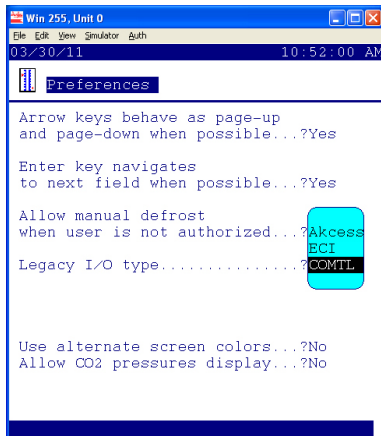 Win 255, Unit 0
File Edit View Simulator Auth
03/30/11 10:52:00 AM
Preferences
Arrow keys behave as page-up
and page-down when possible...?Yes
Enter key navigates
to next field when possible...?Yes
Allow manual defrost
when user is not authorized...?Akcess
ECI
Legacy I/O type...............?COMTL
Use alternate screen colors...?No
Allow CO2 pressures display...?No